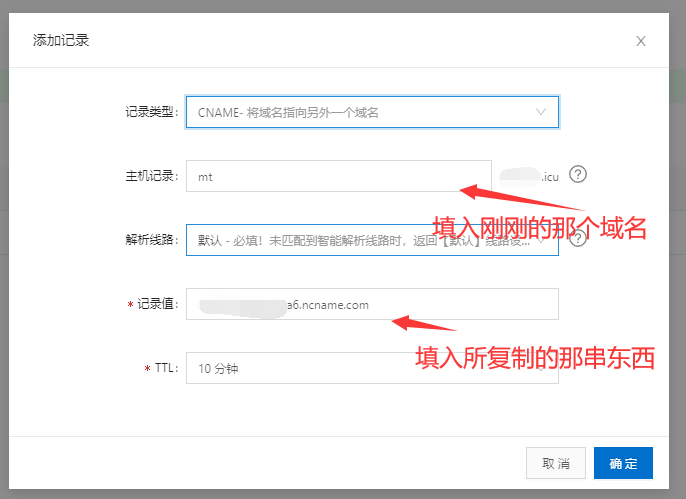 添加记录
记录类型:
CNAME- 将域名指向另外一个域名
主机记录:
mt
.icu
填入刚刚的那个域名
解析线路:
默认 - 必填！未匹配到智能解析线路时，返回【默认】线路设...
* 记录值:
a6.ncname.com
填入所复制的那串东西
* TTL:
10 分钟
取 消
确 定